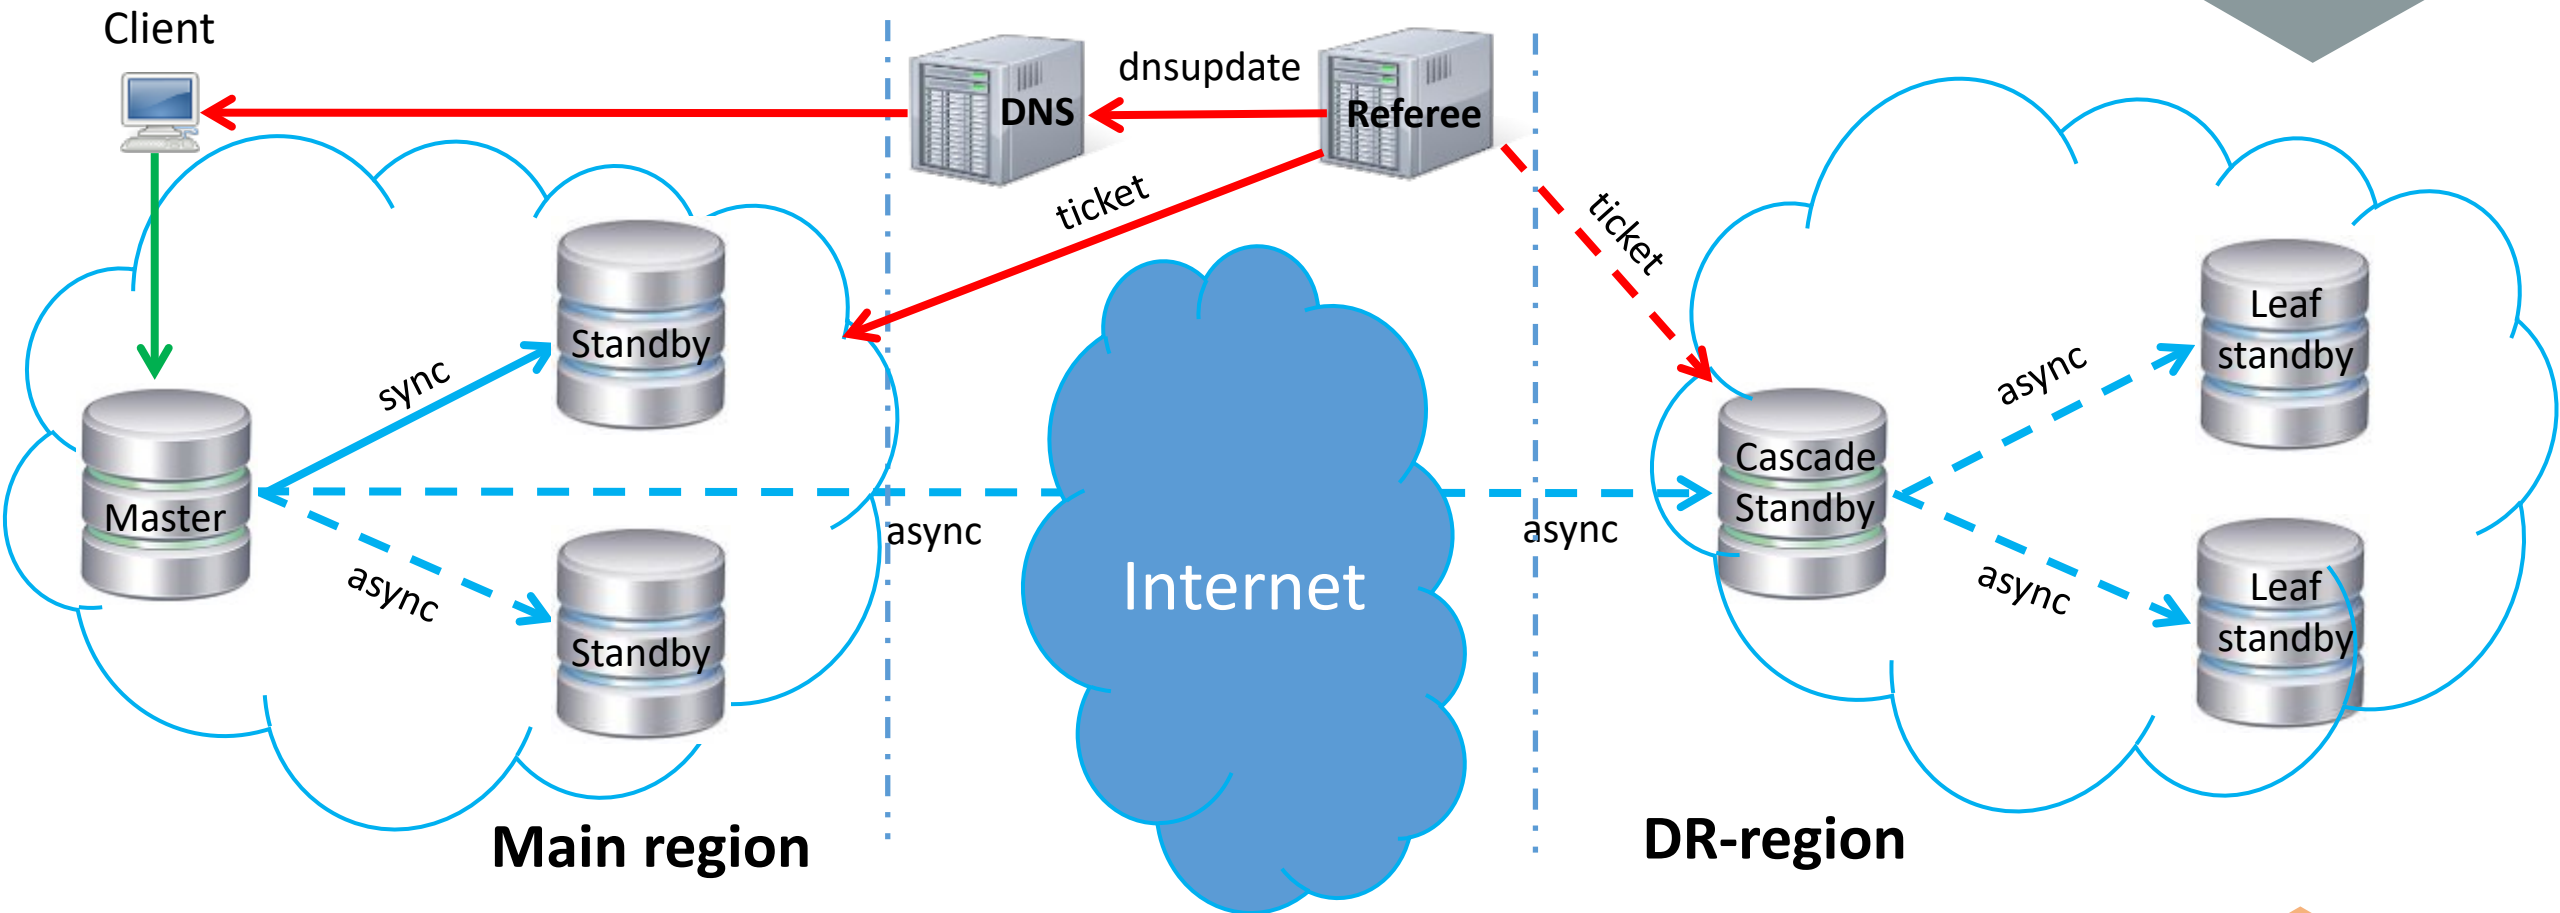 Client
DNS
dnsupdate
Referee
ticket
ticket
Standby
sync
Master
async
Standby
async
Internet
async
Cascade
Standby
async
Leaf
standby
async
Leaf
standby
Main region
DR-region